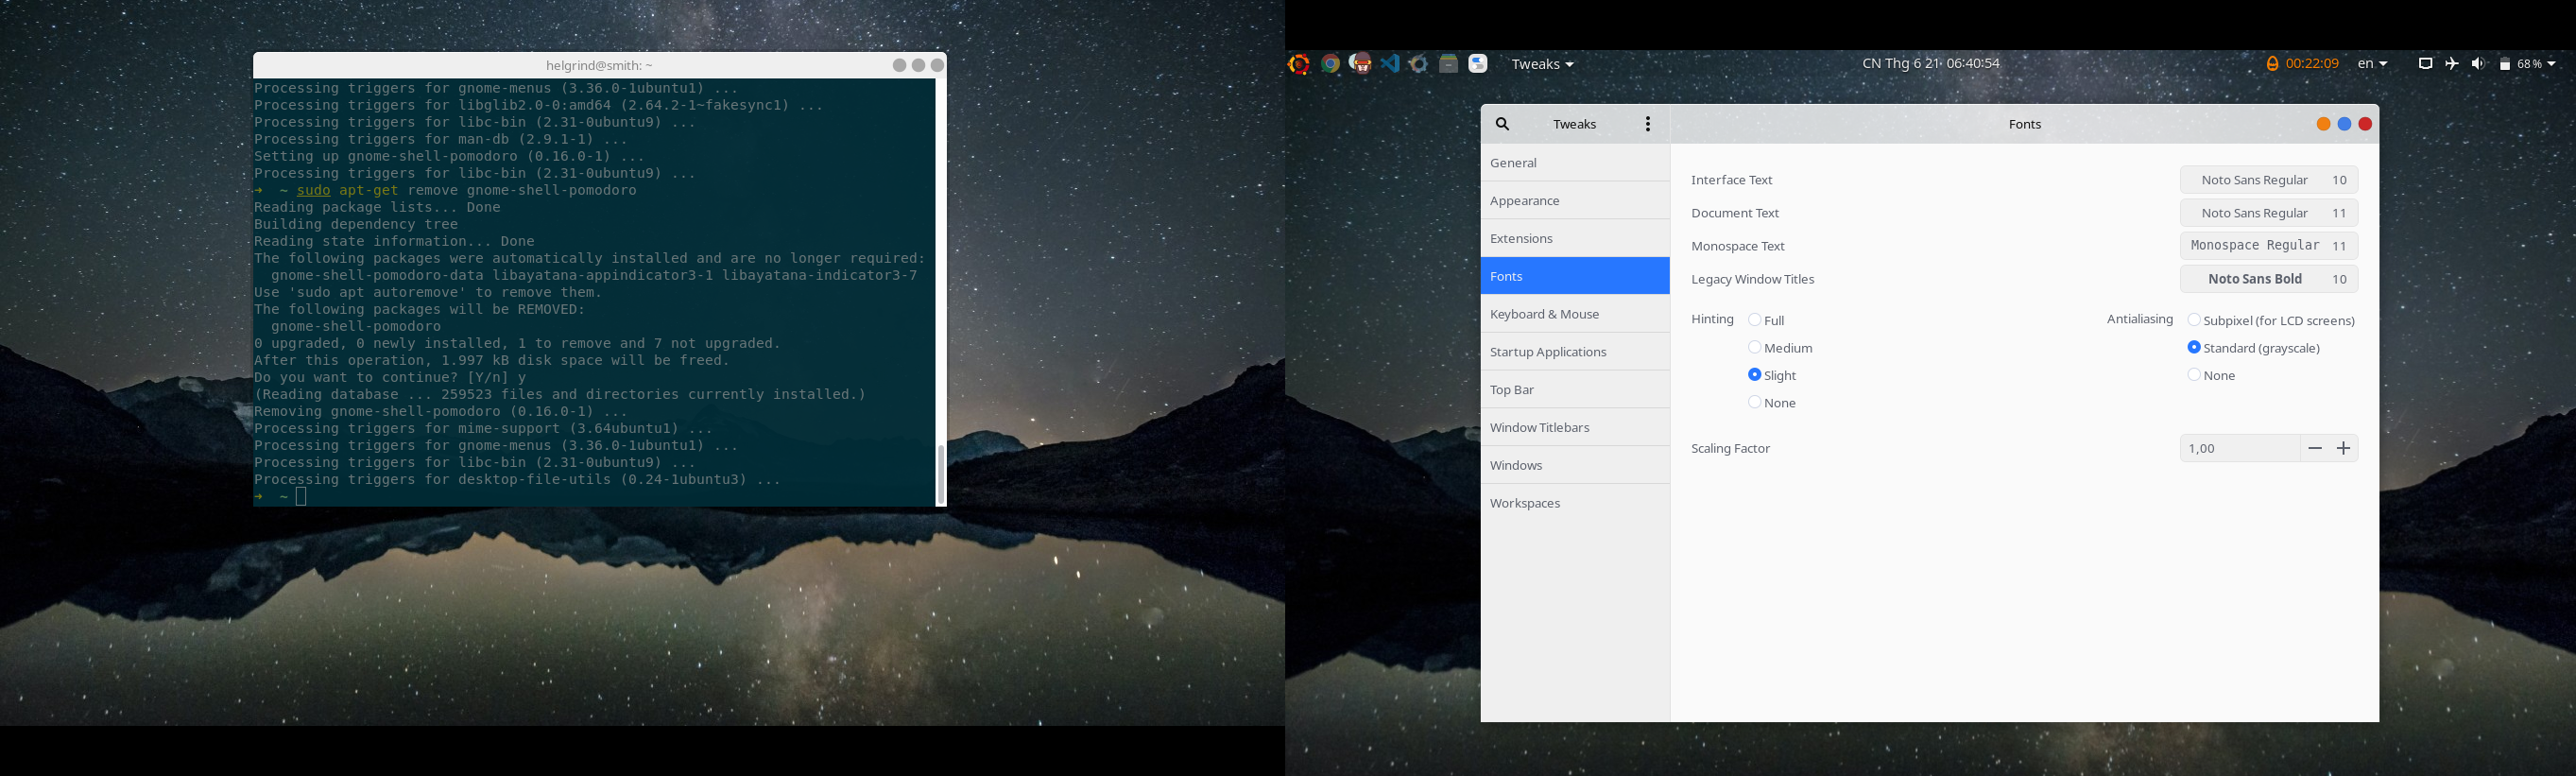 helgrind@smith: ~
Processing triggers for gnome-menus (3.36.0-1ubuntu1) ...
Processing triggers for libglib2.0-0:amd64 (2.64.2-1~fakesync1) ...
Processing triggers for libc-bin (2.31-0ubuntu9) ...
Processing triggers for man-db (2.9.1-1) ...
Setting up gnome-shell-pomodoro (0.16.0-1) ...
Processing triggers for libc-bin (2.31-0ubuntu9) ...
➜  ~ sudo apt-get remove gnome-shell-pomodoro
Reading package lists... Done
Building dependency tree
Reading state information... Done
The following packages were automatically installed and are no longer required:
  gnome-shell-pomodoro-data libayatana-appindicator3-1 libayatana-indicator3-7
Use 'sudo apt autoremove' to remove them.
The following packages will be REMOVED:
  gnome-shell-pomodoro
0 upgraded, 0 newly installed, 1 to remove and 7 not upgraded.
After this operation, 1.997 kB disk space will be freed.
Do you want to continue? [Y/n] y
(Reading database ... 259523 files and directories currently installed.)
Removing gnome-shell-pomodoro (0.16.0-1) ...
Processing triggers for mime-support (3.64ubuntu1) ...
Processing triggers for gnome-menus (3.36.0-1ubuntu1) ...
Processing triggers for libc-bin (2.31-0ubuntu9) ...
Processing triggers for desktop-file-utils (0.24-1ubuntu3) ...
➜  ~
Tweaks CN Thg 6 21· 06:40:54 00:22:09 en 68 %
Tweaks Fonts
General
Appearance
Extensions
Fonts
Keyboard & Mouse
Startup Applications
Top Bar
Window Titlebars
Windows
Workspaces
Interface Text Noto Sans Regular 10
Document Text Noto Sans Regular 11
Monospace Text Monospace Regular 11
Legacy Window Titles Noto Sans Bold 10
Hinting Full
Medium
Slight
None
Antialiasing Subpixel (for LCD screens)
Standard (grayscale)
None
Scaling Factor 1,00